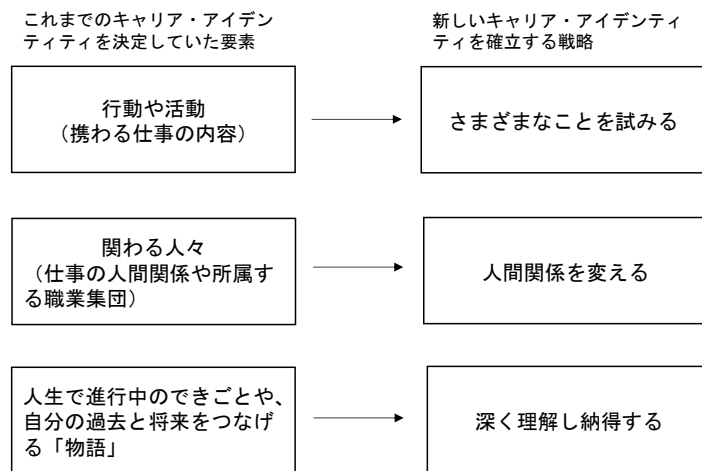 これまでのキャリア・アイデン
ティティを決定していた要素
新しいキャリア・アイデンティ
ティを確立する戦略
行動や活動
（携わる仕事の内容）
さまざまなことを試みる
関わる人々
（仕事の人間関係や所属す
る職業集団）
人間関係を変える
人生で進行中のできごとや、
自分の過去と将来をつなげ
る「物語」
深く理解し納得する